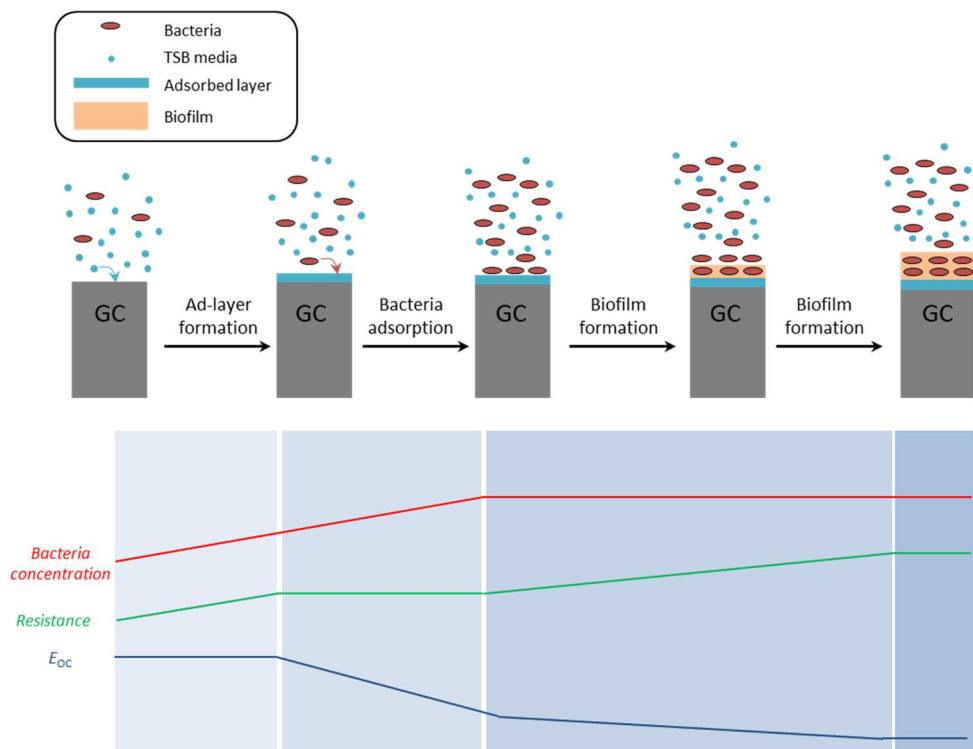 Bacteria
TSB media
Adsorbed layer
Biofilm
GC
Ad-layer
formation
GC
Bacteria
adsorption
GC
Biofilm
formation
GC
Biofilm
formation
GC
Bacteria
concentration
Resistance
EOC